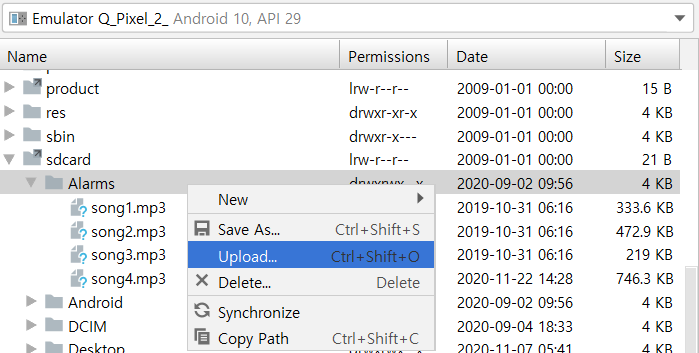 Emulator Q_Pixel_2_ Android 10, API 29
Name Permissions Date Size
product lrw-r--r-- 2009-01-01 00:00 15 B
res drwxr-xr-x 2009-01-01 00:00 4 KB
sbin drwxr-x--- 2009-01-01 00:00 4 KB
sdcard lrw-r--r-- 2009-01-01 00:00 21 B
Alarms 2020-09-02 09:56 4 KB
song1.mp3 2019-10-31 06:16 333.6 KB
song2.mp3 2019-10-31 06:16 472.9 KB
song3.mp3 2019-10-31 06:16 219 KB
song4.mp3 2020-11-22 14:28 746.3 KB
Android 2020-09-02 09:56 4 KB
DCIM 2020-09-04 18:33 4 KB
Desktop 2020-11-07 05:41 4 KB
New
Save As... Ctrl+Shift+S
Upload... Ctrl+Shift+O
Delete... Delete
Synchronize
Copy Path Ctrl+Shift+C